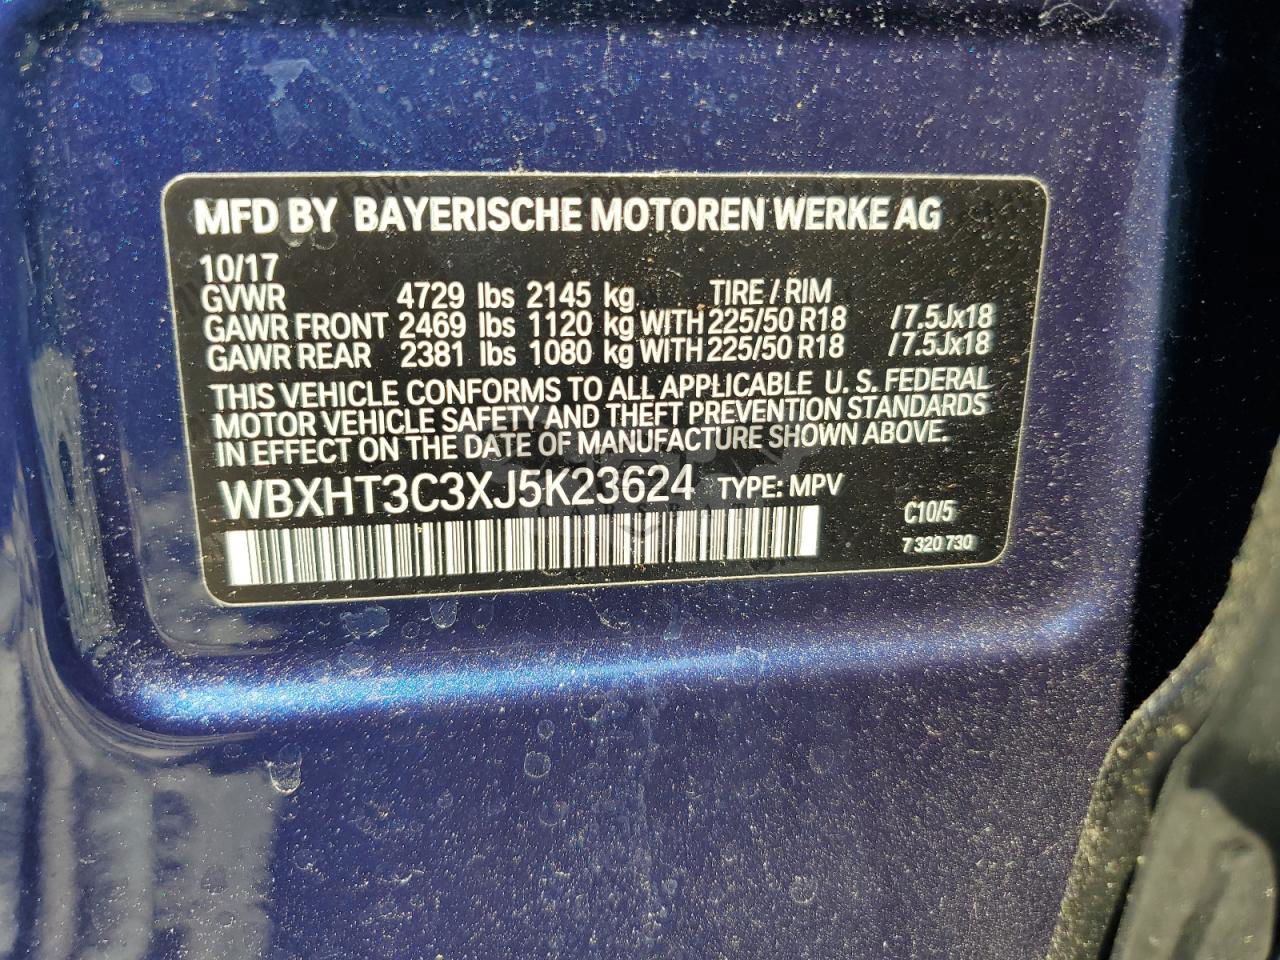 MFD BY BAYERISCHE MOTOREN WERKE AG
10/17
GVWR 4729 lbs 2145 kg TIRE / RIM
GAWR FRONT 2469 lbs 1120 kg WITH 225/50 R18 / 7.5Jx18
GAWR REAR 2381 lbs 1080 kg WITH 225/50 R18 / 7.5Jx18
THIS VEHICLE CONFORMS TO ALL APPLICABLE U. S. FEDERAL
MOTOR VEHICLE SAFETY AND THEFT PREVENTION STANDARDS
IN EFFECT ON THE DATE OF MANUFACTURE SHOWN ABOVE.
WBXHT3C3XJ5K23624 TYPE: MPV
C10/5
7 320 730